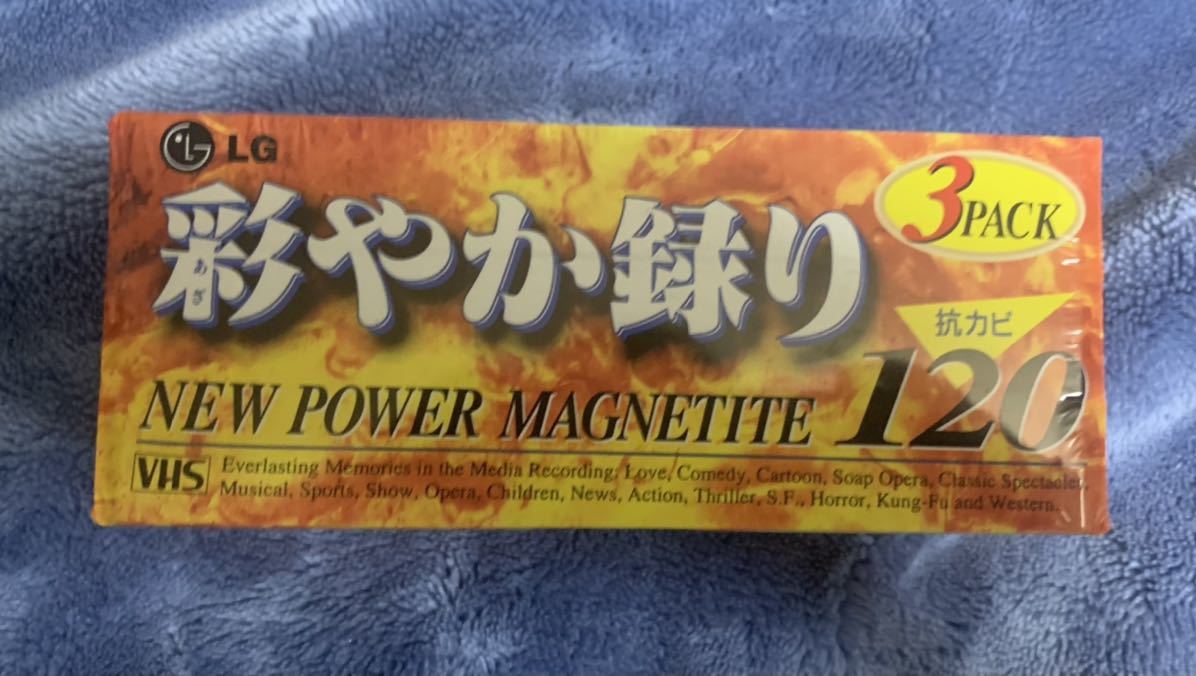 LG
彩やか録り
あざ
3PACK
抗カビ
NEW POWER MAGNETITE 120
VHS
Everlasting Memories in the Media Recording; Love, Comedy, Cartoon, Soap Opera, Classic Spectacles,
Musical, Sports, Show, Opera, Children, News, Action, Thriller, S.F., Horror, Kung-Fu and Western.